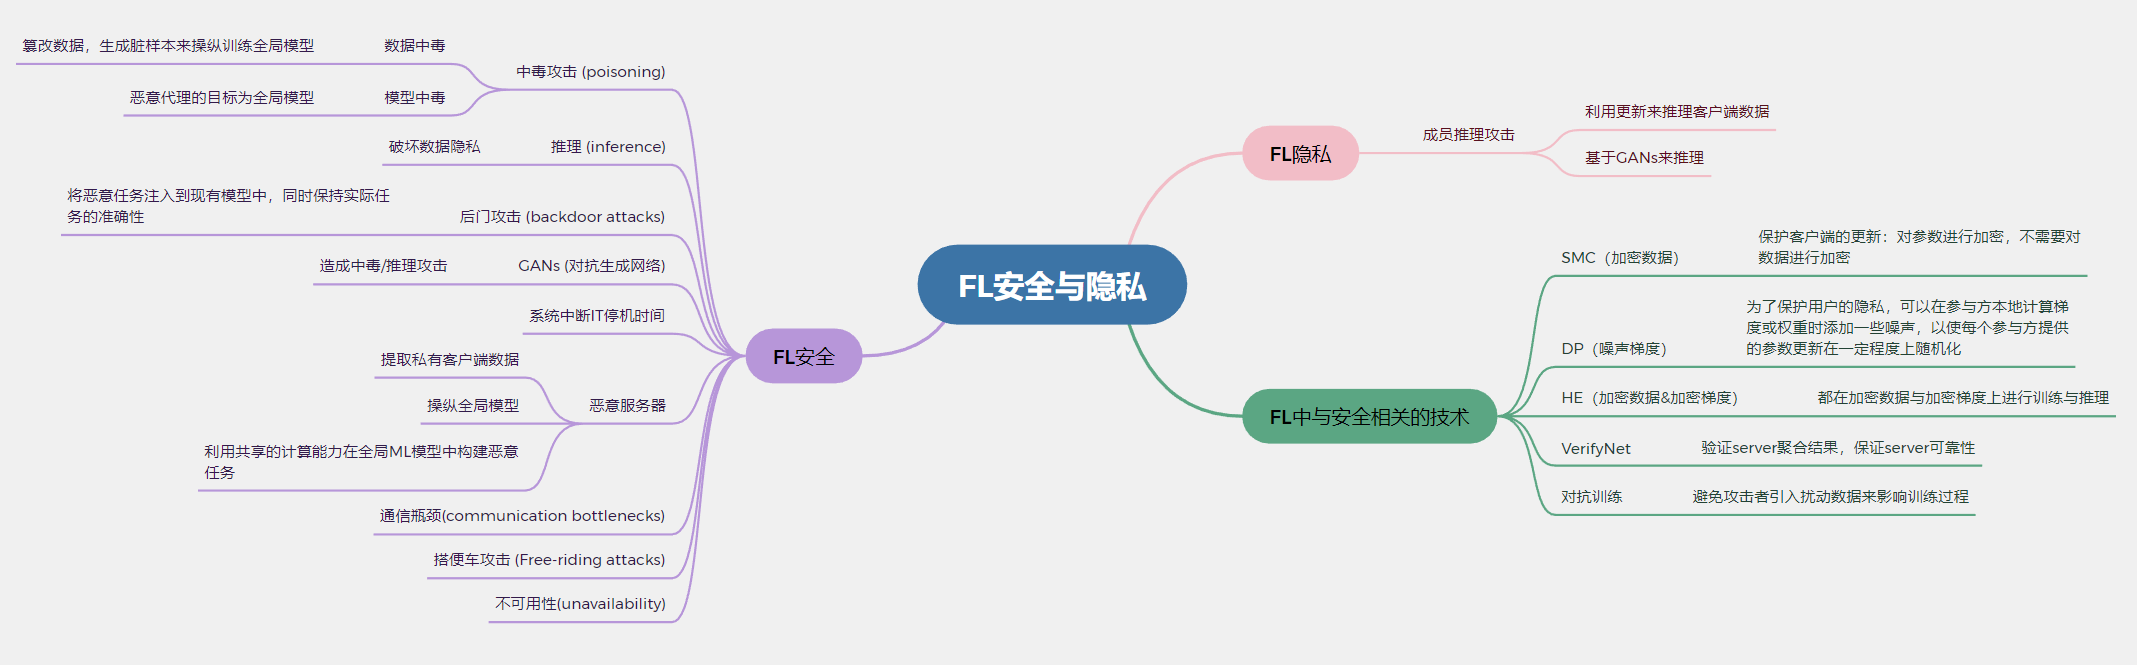 FL安全与隐私
FL隐私
成员推理攻击
利用更新来推理客户端数据
基于GANs来推理
FL中与安全相关的技术
SMC（加密数据）
保护客户端的更新：对参数进行加密，不需要对
数据进行加密
DP（噪声梯度）
为了保护用户的隐私，可以在参与方本地计算梯
度或权重时添加一些噪声，以使每个参与方提供
的参数更新在一定程度上随机化
HE（加密数据&加密梯度）
都在加密数据与加密梯度上进行训练与推理
VerifyNet
验证server聚合结果，保证server可靠性
对抗训练
避免攻击者引入扰动数据来影响训练过程
FL安全
中毒攻击 (poisoning)
数据中毒
篡改数据，生成脏样本来操纵训练全局模型
模型中毒
恶意代理的目标为全局模型
推理 (inference)
破坏数据隐私
后门攻击 (backdoor attacks)
将恶意任务注入到现有模型中，同时保持实际任
务的准确性
GANs (对抗生成网络)
造成中毒/推理攻击
系统中断IT停机时间
恶意服务器
提取私有客户端数据
操纵全局模型
利用共享的计算能力在全局ML模型中构建恶意
任务
通信瓶颈(communication bottlenecks)
搭便车攻击 (Free-riding attacks)
不可用性(unavailability)